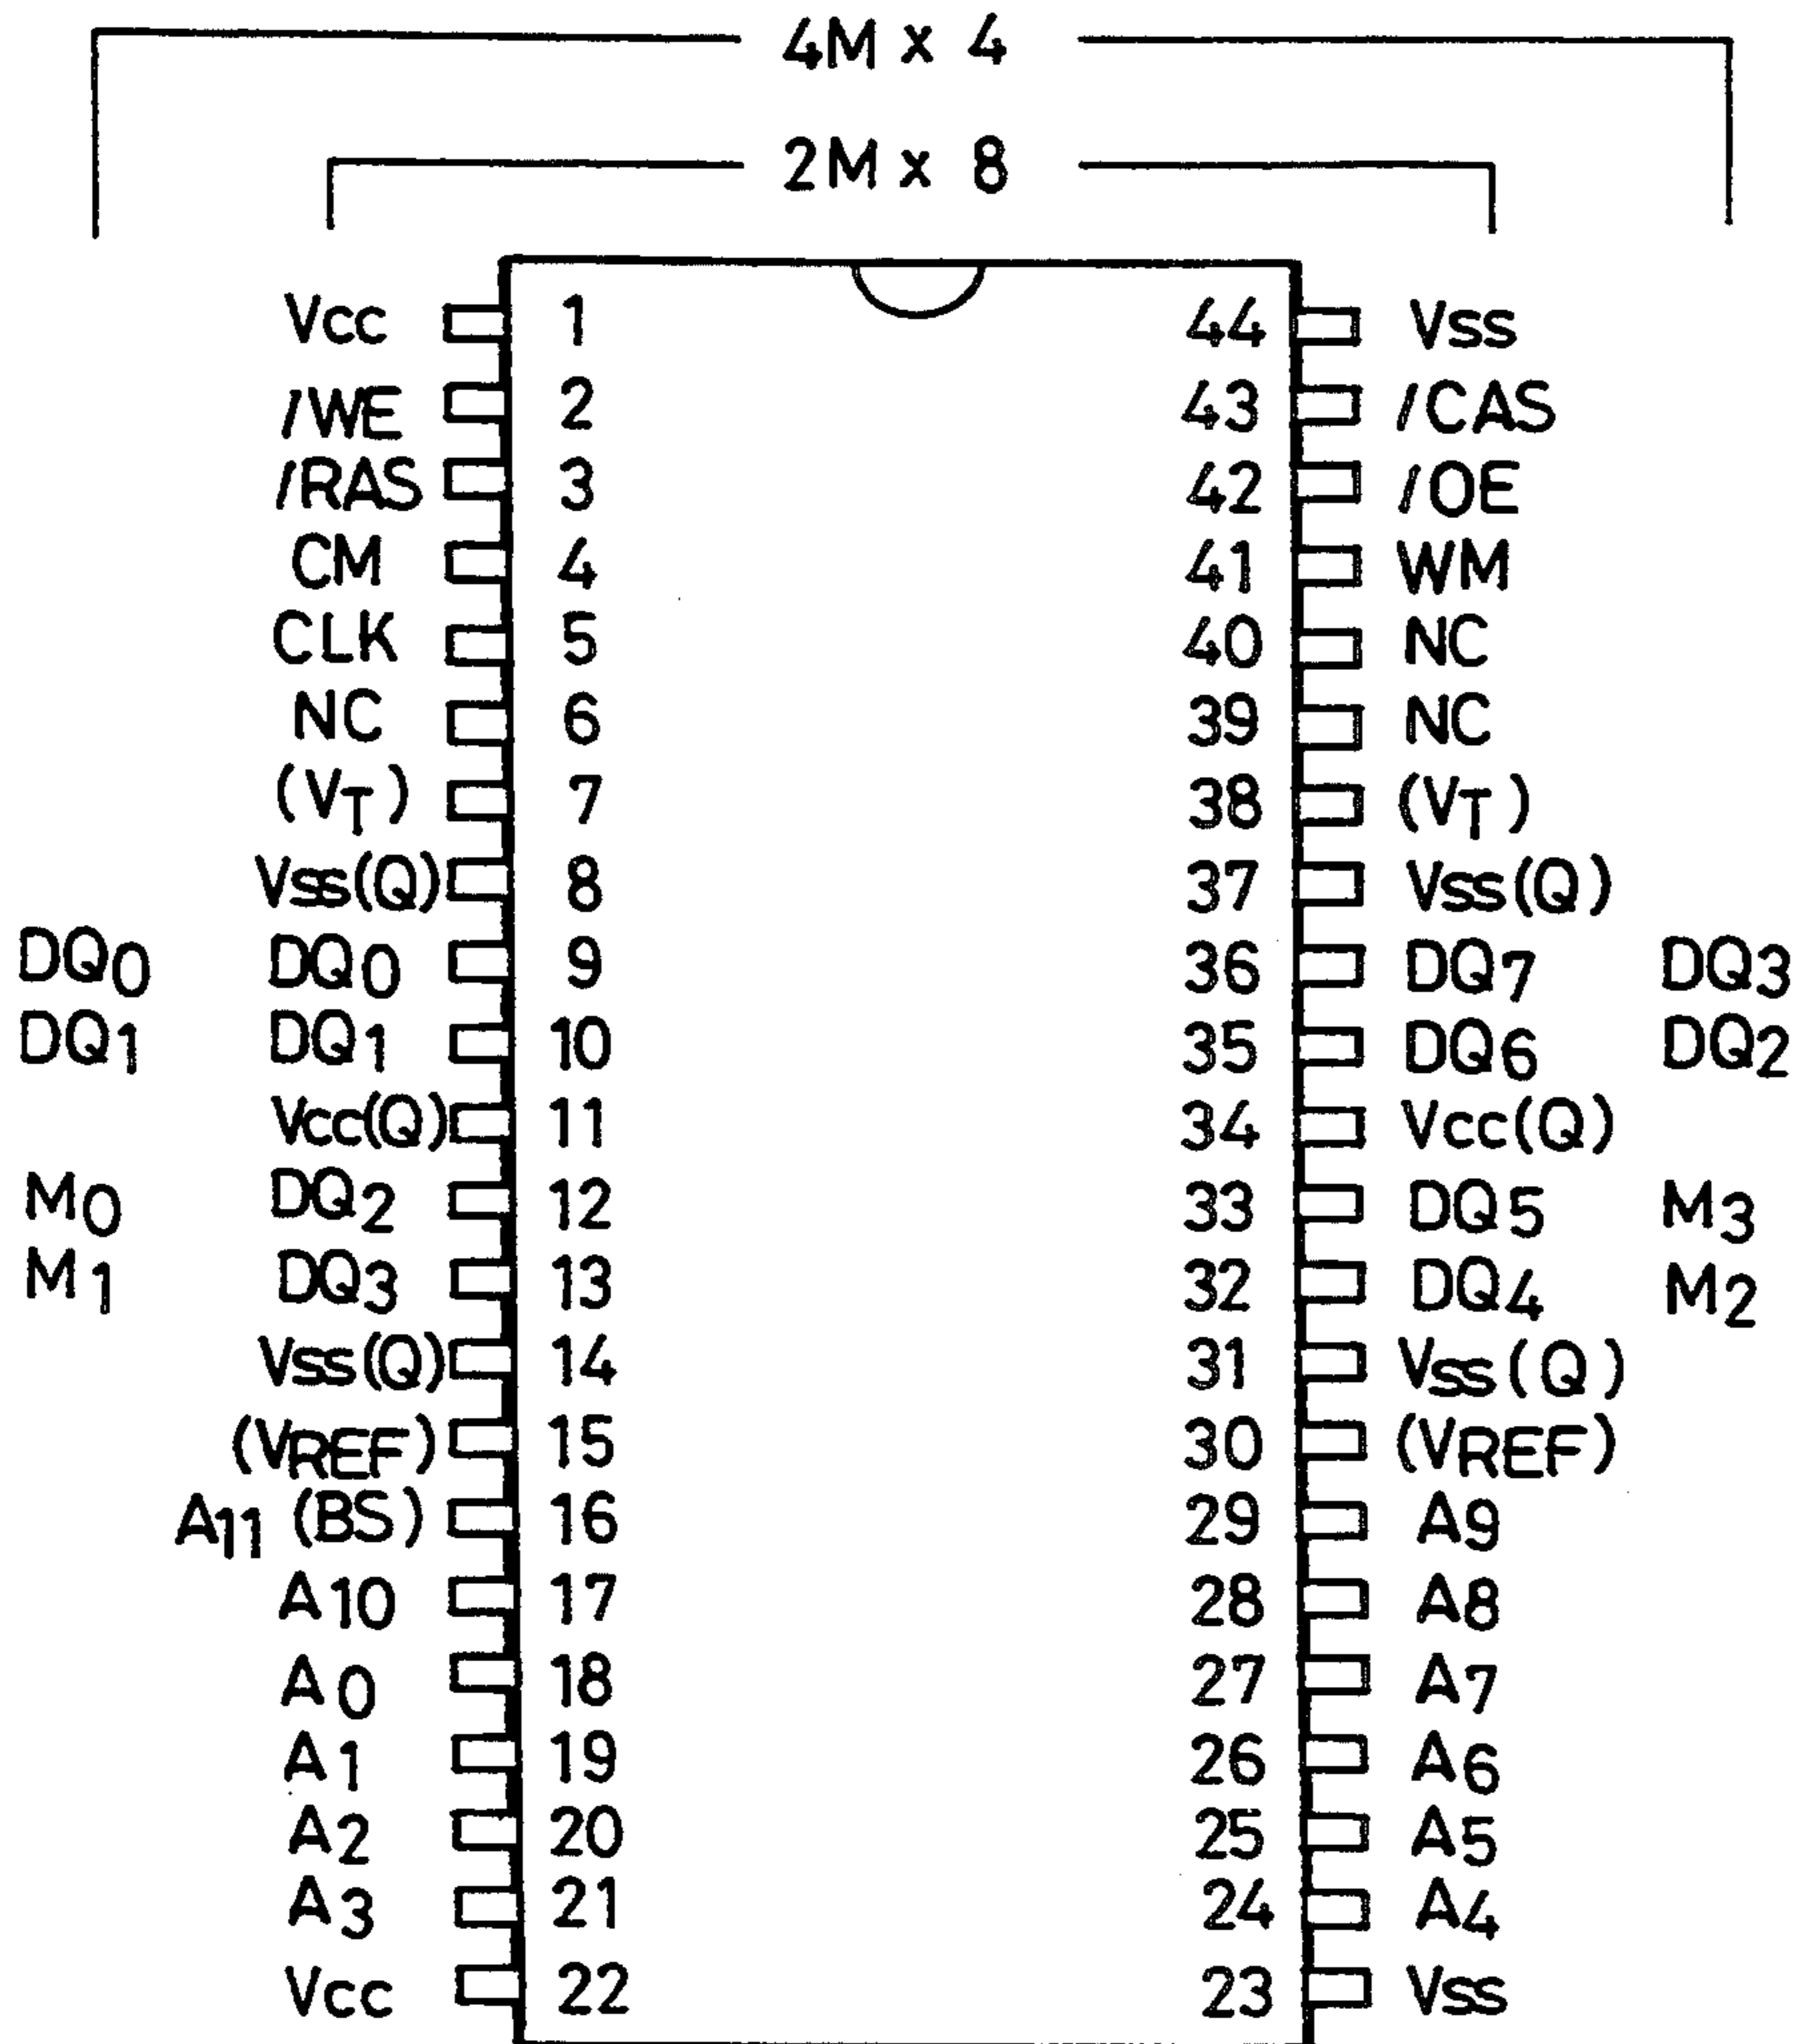 4M x 4
2M x 8
Vcc 1 44 Vss
/WE 2 43 /CAS
/RAS 3 42 /OE
CM 4 41 WM
CLK 5 40 NC
NC 6 39 NC
(VT) 7 38 (VT)
Vss(Q) 8 37 Vss(Q)
DQ0 DQ0 9 36 DQ7 DQ3
DQ1 DQ1 10 35 DQ6 DQ2
Vcc(Q) 11 34 Vcc(Q)
M0 DQ2 12 33 DQ5 M3
M1 DQ3 13 32 DQ4 M2
Vss(Q) 14 31 Vss(Q)
(VREF) 15 30 (VREF)
A11 (BS) 16 29 A9
A10 17 28 A8
A0 18 27 A7
A1 19 26 A6
A2 20 25 A5
A3 21 24 A4
Vcc 22 23 Vss